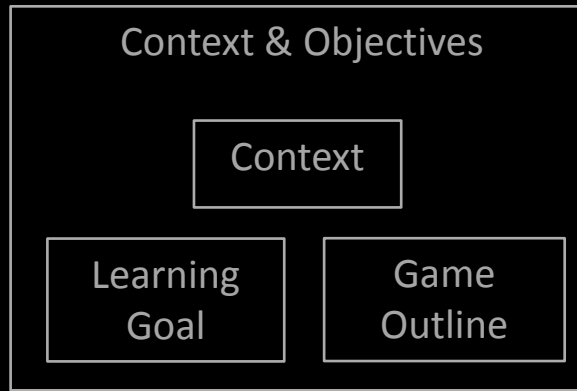 Context & Objectives
Context
Learning
Goal
Game
Outline